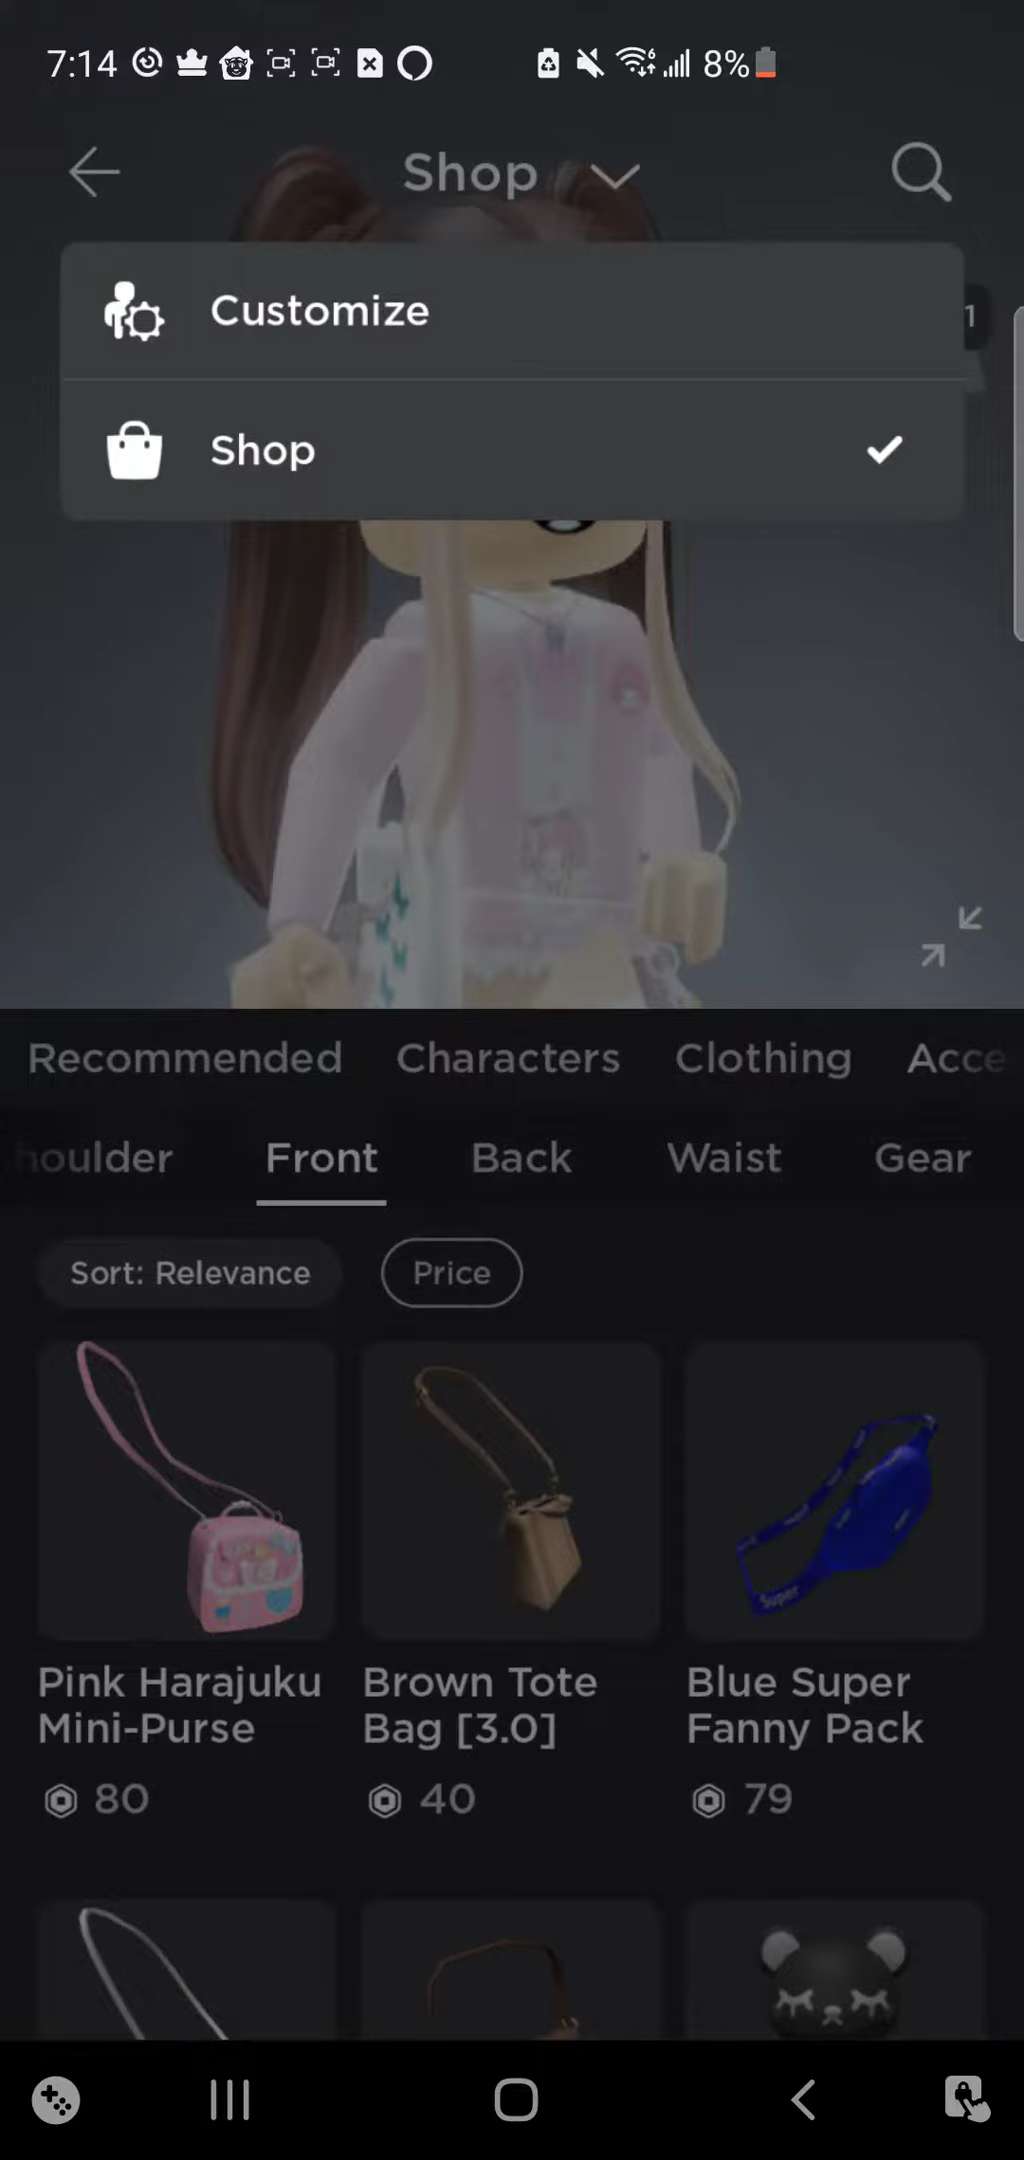 7:14
8%
Shop
Customize
1
Shop
Recommended Characters Clothing Acce
houlder Front Back Waist Gear
Sort: Relevance Price
Super
Pink Harajuku Mini-Purse
80
Brown Tote Bag [3.0]
40
Blue Super Fanny Pack
79